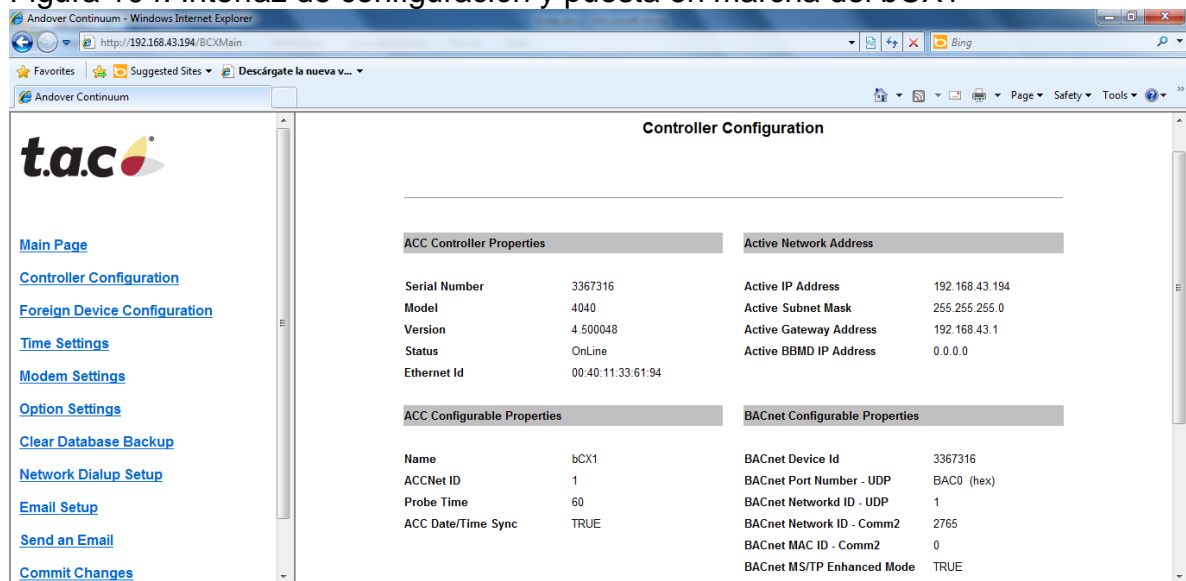 Andover Continuum - Windows Internet Explorer
http://192.168.43.194/BCXMain
Bing
Favorites Suggested Sites Descárgate la nueva v...
Andover Continuum
Page Safety Tools
t.a.c
Main Page
Controller Configuration
Foreign Device Configuration
Time Settings
Modem Settings
Option Settings
Clear Database Backup
Network Dialup Setup
Email Setup
Send an Email
Commit Changes
Controller Configuration
ACC Controller Properties
Serial Number 3367316
Model 4040
Version 4.500048
Status OnLine
Ethernet Id 00:40:11:33:61:94
Active Network Address
Active IP Address 192.168.43.194
Active Subnet Mask 255.255.255.0
Active Gateway Address 192.168.43.1
Active BBMD IP Address 0.0.0.0
ACC Configurable Properties
Name bCX1
ACCNet ID 1
Probe Time 60
ACC Date/Time Sync TRUE
BACnet Configurable Properties
BACnet Device Id 3367316
BACnet Port Number - UDP BAC0 (hex)
BACnet Networkd ID - UDP 1
BACnet Network ID - Comm2 2765
BACnet MAC ID - Comm2 0
BACnet MS/TP Enhanced Mode TRUE